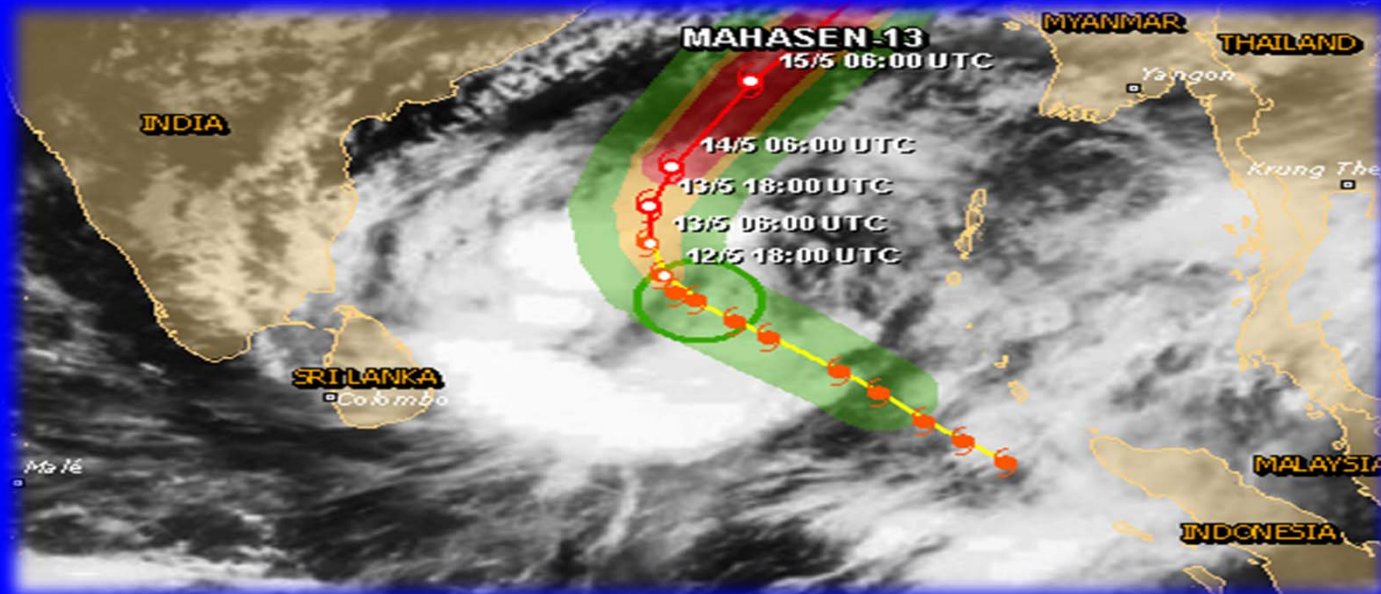 MYANMAR
MAHASEN-13
THAILAND
15/5 06:00 UTC
Yangon
INDIA
14/5 06:00 UTC
Krung The
13/5 18:00 UTC
13/5 06:00 UTC
12/5 18:00 UTC
SRI LANKA
Colombo
Malé
MALAYSIA
INDONESIA